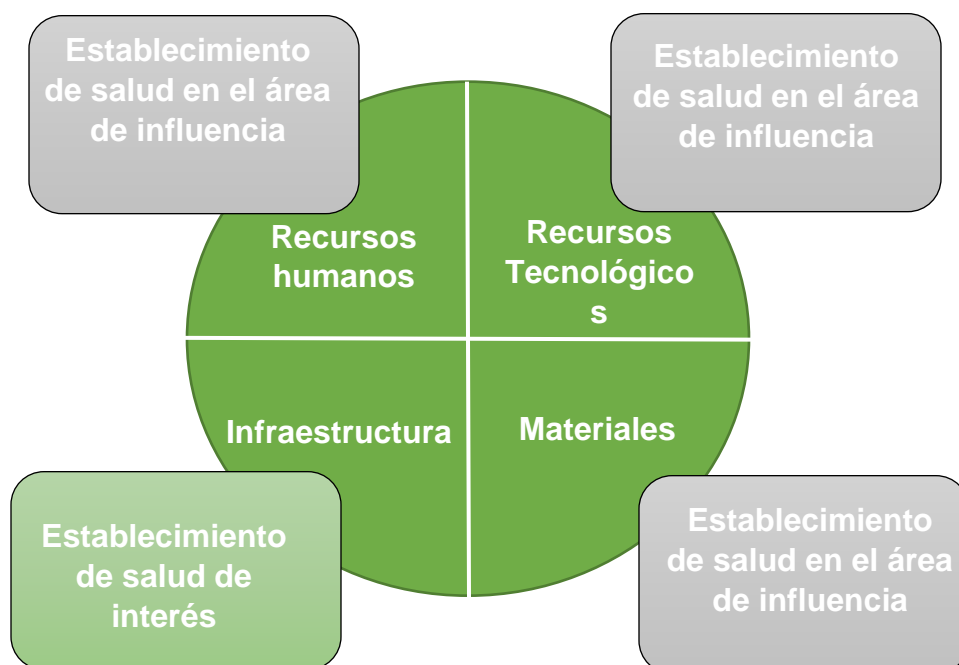 Establecimiento
de salud en el área
de influencia
Establecimiento
de salud en el área
de influencia
Recursos
humanos
Recursos
Tecnológico
s
Infraestructura
Materiales
Establecimiento
de salud de
interés
Establecimiento
de salud en el área
de influencia